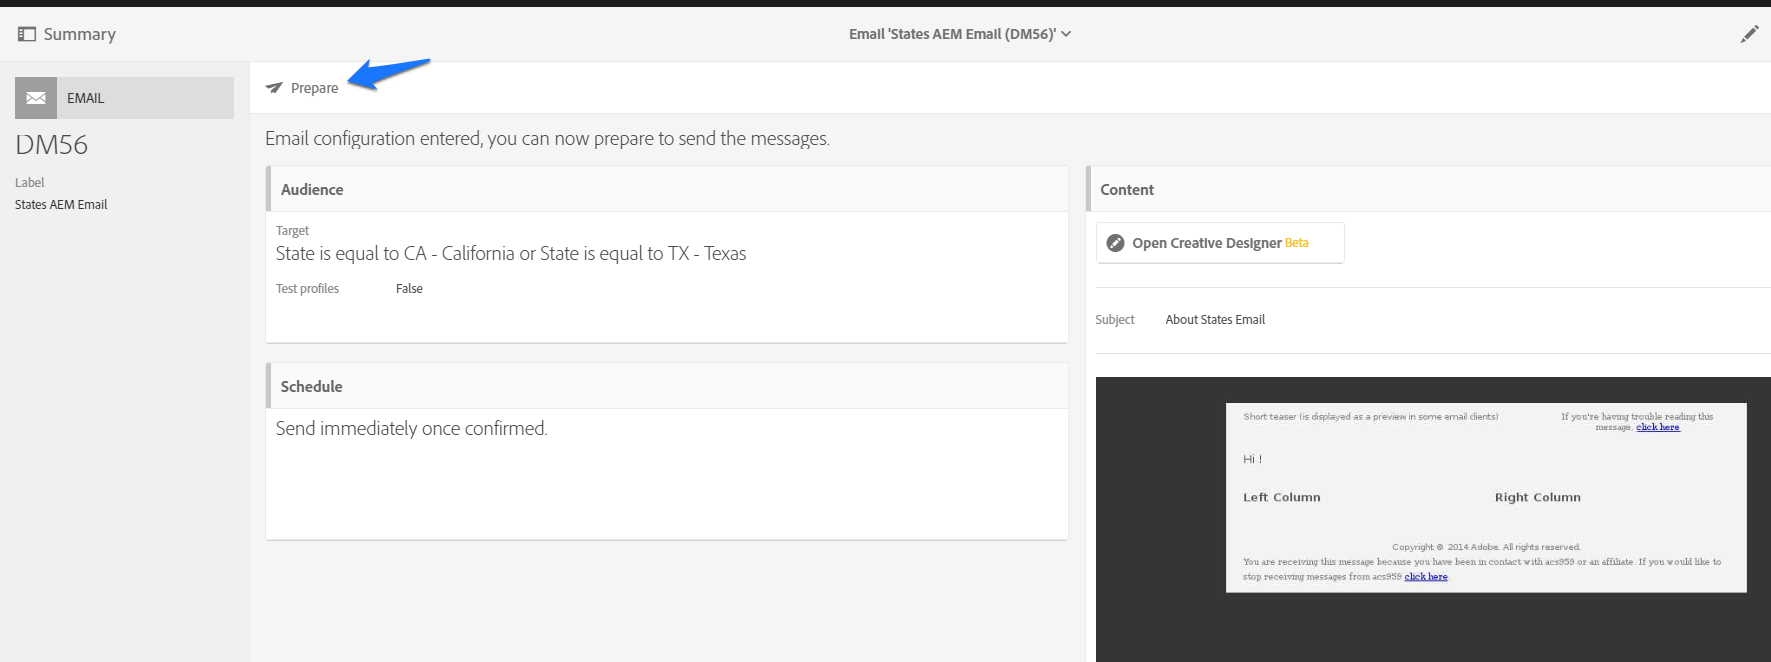 Summary
Email 'States AEM Email (DM56)'
EMAIL
DM56
Label
States AEM Email
Prepare
Email configuration entered, you can now prepare to send the messages.
Audience
Target
State is equal to CA - California or State is equal to TX - Texas
Test profiles False
Schedule
Send immediately once confirmed.
Content
Open Creative Designer Beta
Subject About States Email
Short teaser (is displayed as a preview in some email clients)
If you're having trouble reading this
message, click here
Hi !
Left Column Right Column
Copyright © 2014 Adobe. All rights reserved.
You are receiving this message because you have been in contact with acs959 or an affiliate. If you would like to
stop receiving messages from acs959 click here.